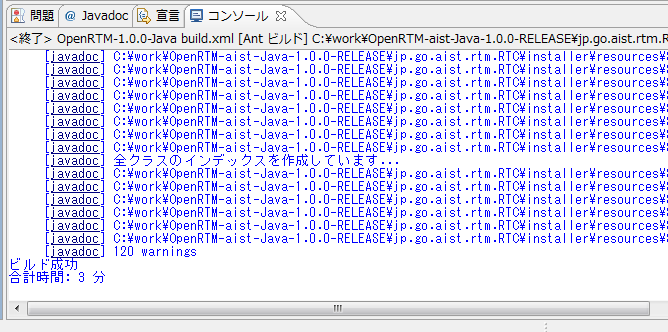 問題 @ Javadoc 宣言 コンソール
<終了> OpenRTM-1.0.0-Java build.xml [Ant ビルド] C:¥work¥OpenRTM-aist-Java-1.0.0-RELEASE¥jp.go.aist.rtm.R
[javadoc] C:¥work¥OpenRTM-aist-Java-1.0.0-RELEASE¥jp.go.aist.rtm.RTC¥installer¥resources¥
[javadoc] C:¥work¥OpenRTM-aist-Java-1.0.0-RELEASE¥jp.go.aist.rtm.RTC¥installer¥resources¥
[javadoc] C:¥work¥OpenRTM-aist-Java-1.0.0-RELEASE¥jp.go.aist.rtm.RTC¥installer¥resources¥
[javadoc] C:¥work¥OpenRTM-aist-Java-1.0.0-RELEASE¥jp.go.aist.rtm.RTC¥installer¥resources¥
[javadoc] C:¥work¥OpenRTM-aist-Java-1.0.0-RELEASE¥jp.go.aist.rtm.RTC¥installer¥resources¥
[javadoc] C:¥work¥OpenRTM-aist-Java-1.0.0-RELEASE¥jp.go.aist.rtm.RTC¥installer¥resources¥
[javadoc] C:¥work¥OpenRTM-aist-Java-1.0.0-RELEASE¥jp.go.aist.rtm.RTC¥installer¥resources¥
[javadoc] C:¥work¥OpenRTM-aist-Java-1.0.0-RELEASE¥jp.go.aist.rtm.RTC¥installer¥resources¥
[javadoc] 全クラスのインデックスを作成しています...
[javadoc] C:¥work¥OpenRTM-aist-Java-1.0.0-RELEASE¥jp.go.aist.rtm.RTC¥installer¥resources¥
[javadoc] C:¥work¥OpenRTM-aist-Java-1.0.0-RELEASE¥jp.go.aist.rtm.RTC¥installer¥resources¥
[javadoc] C:¥work¥OpenRTM-aist-Java-1.0.0-RELEASE¥jp.go.aist.rtm.RTC¥installer¥resources¥
[javadoc] C:¥work¥OpenRTM-aist-Java-1.0.0-RELEASE¥jp.go.aist.rtm.RTC¥installer¥resources¥
[javadoc] C:¥work¥OpenRTM-aist-Java-1.0.0-RELEASE¥jp.go.aist.rtm.RTC¥installer¥resources¥
[javadoc] C:¥work¥OpenRTM-aist-Java-1.0.0-RELEASE¥jp.go.aist.rtm.RTC¥installer¥resources¥
[javadoc] 120 warnings
ビルド成功
合計時間: 3 分